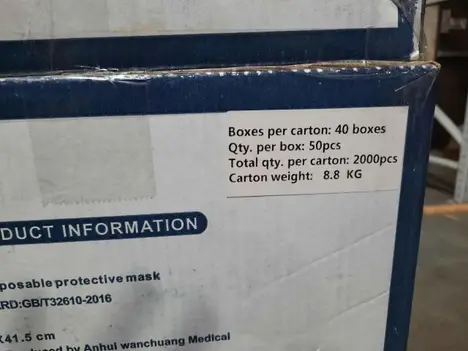 Boxes per carton: 40 boxes
Qty. per box: 50pcs
Total qty. per carton: 2000pcs
Carton weight: 8.8 KG
DUCT INFORMATION
posable protective mask
RD:GB/T32610-2016
X41.5 cm
duced by Anhui wanchuang Medical